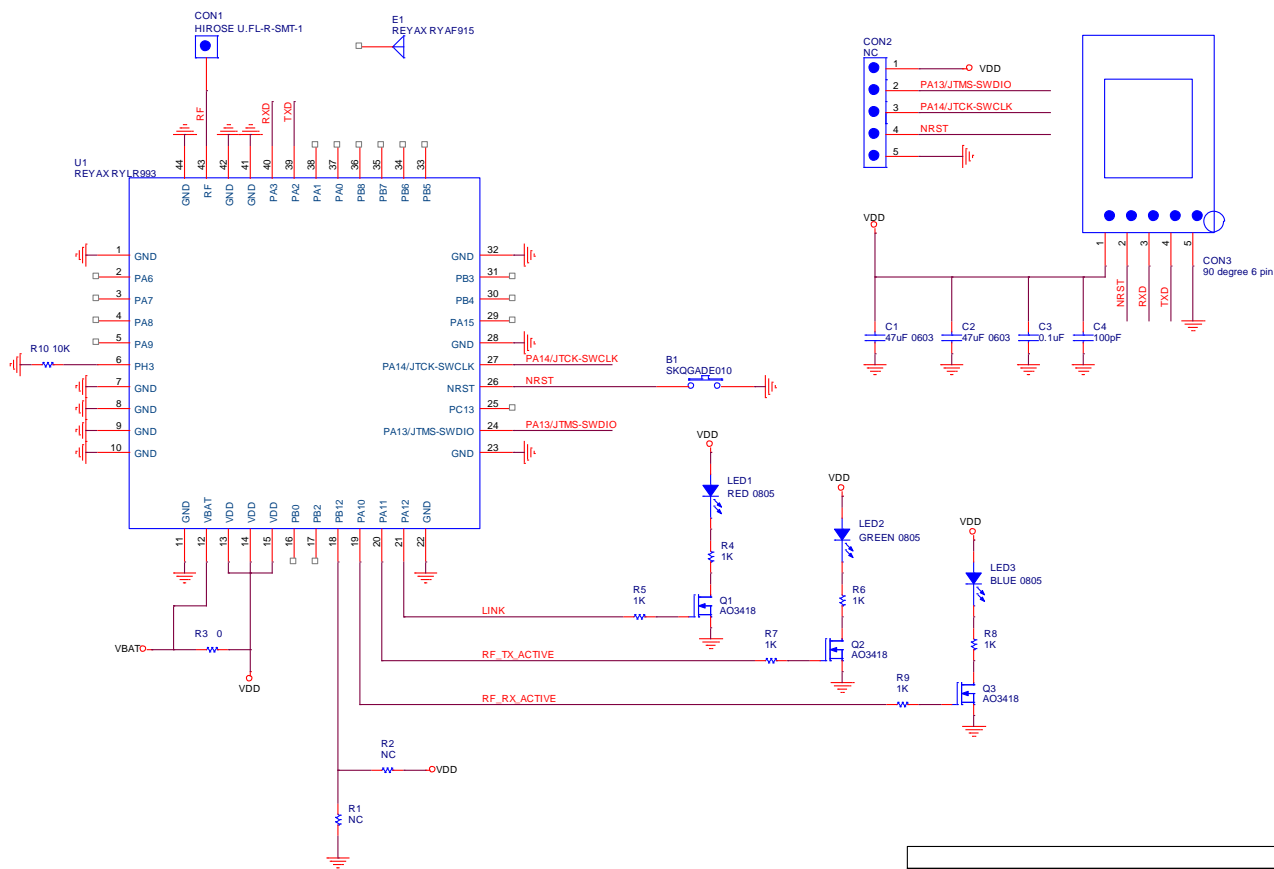 CON1
HIROSE U.FL-R-SMT-1
E1
REYAX RYAF915
RF
RXD
TXD
U1
REYAX RYLR993
44
43
42
41
40
39
38
37
36
35
34
33
GND
RF
GND
GND
PA3
PA2
PA1
PA0
PB8
PB7
PB6
PB5
1 GND
2 PA6
3 PA7
4 PA8
5 PA9
R10 10K
6 PH3
7 GND
8 GND
9 GND
10 GND
GND 32
PB3 31
PB4 30
PA15 29
GND 28
PA14/JTCK-SWCLK 27 PA14/JTCK-SWCLK
NRST 26 NRST
PC13 25
PA13/JTMS-SWDIO 24 PA13/JTMS-SWDIO
GND 23
B1
SKQGADE010
GND
VBAT
VDD
VDD
VDD
PB0
PB2
PB12
PA10
PA11
PA12
GND
11
12
13
14
15
16
17
18
19
20
21
22
VBAT
R3 0
VDD
LINK
RF_TX_ACTIVE
RF_RX_ACTIVE
R2
NC
VDD
R1
NC
R5
1K
R7
1K
R9
1K
VDD
LED1
RED 0805
R4
1K
Q1
AO3418
VDD
LED2
GREEN 0805
R6
1K
Q2
AO3418
VDD
LED3
BLUE 0805
R8
1K
Q3
AO3418
CON2
NC
1 VDD
2 PA13/JTMS-SWDIO
3 PA14/JTCK-SWCLK
4 NRST
5
VDD
C1
47uF 0603
C2
47uF 0603
C3
0.1uF
C4
100pF
1
2
3
4
5
NRST
RXD
TXD
CON3
90 degree 6 pin